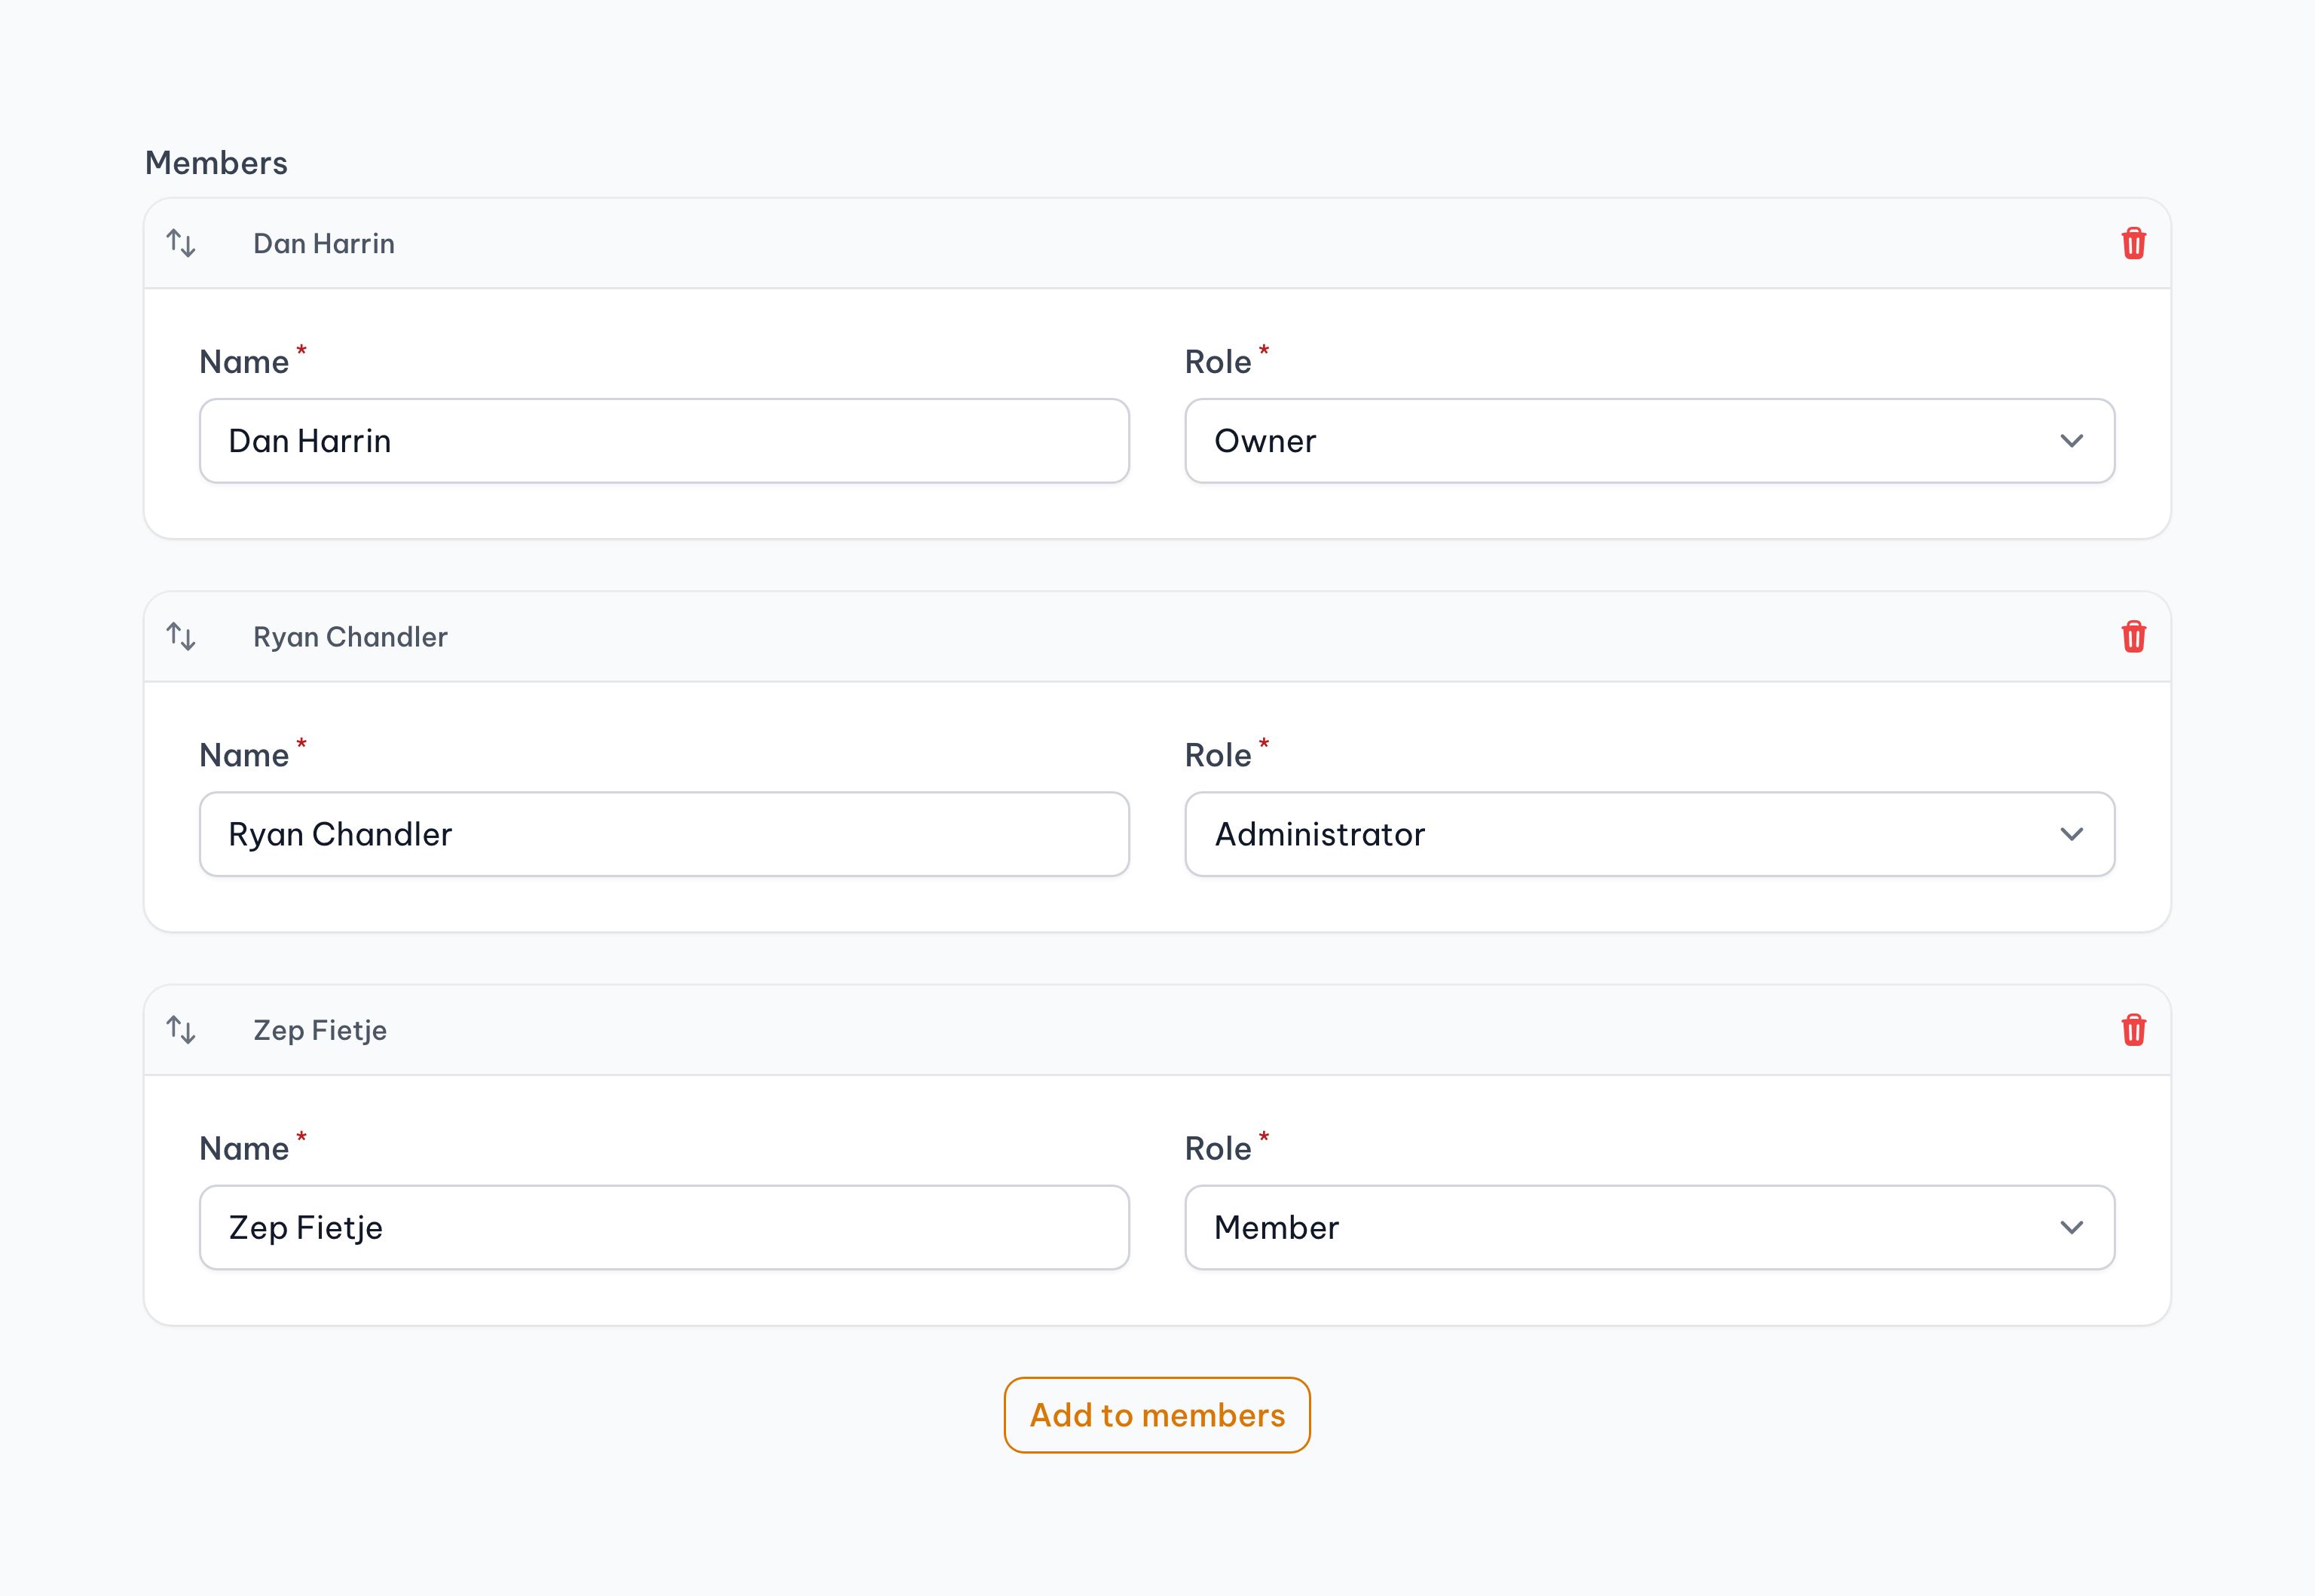 Members
Dan Harrin
Name * Role *
Dan Harrin Owner
Ryan Chandler
Name * Role *
Ryan Chandler Administrator
Zep Fietje
Name * Role *
Zep Fietje Member
Add to members